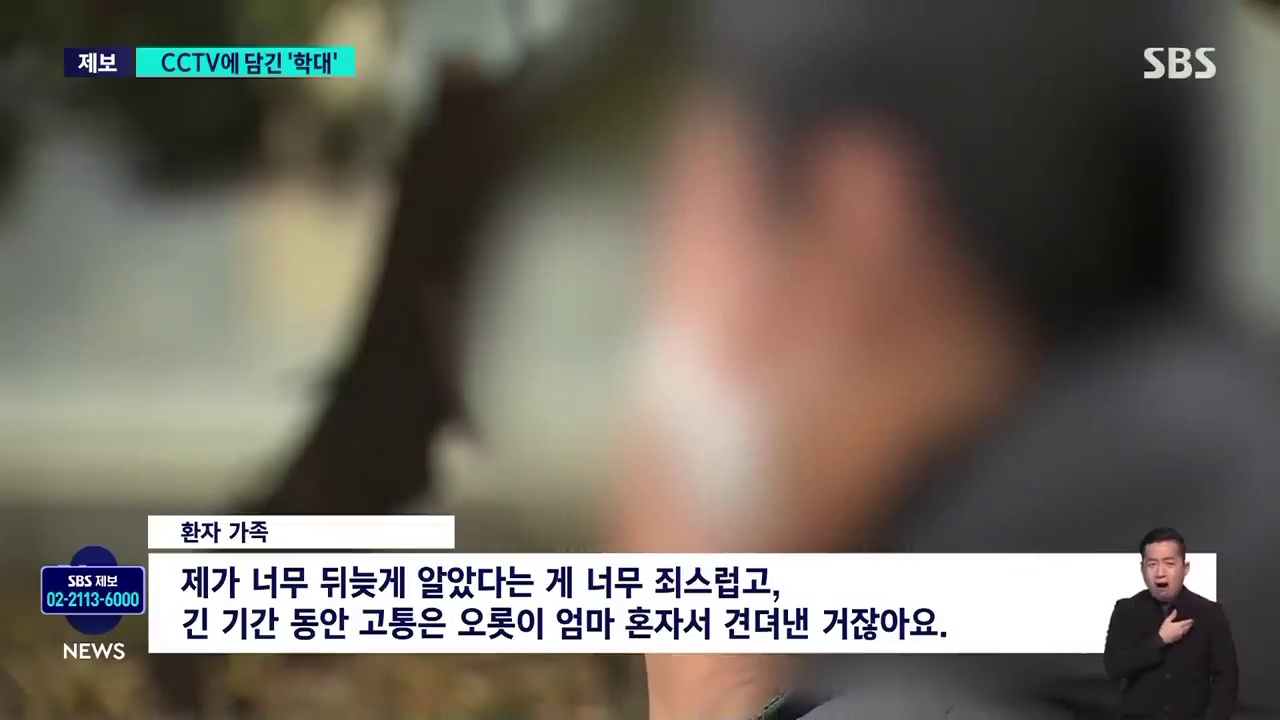 제보 CCTV에 담긴 '학대'
SBS
환자 가족
제가 너무 뒤늦게 알았다는 게 너무 죄스럽고,
긴 기간 동안 고통은 오롯이 엄마 혼자서 견뎌낸 거잖아요.
SBS 제보
02-2113-6000
NEWS